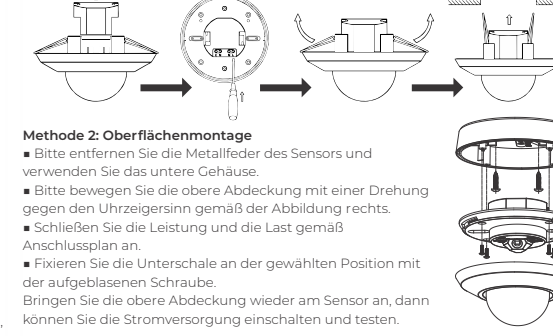 Methode 2: Oberflächenmontage
▪ Bitte entfernen Sie die Metallfeder des Sensors und
verwenden Sie das untere Gehäuse.
▪ Bitte bewegen Sie die obere Abdeckung mit einer Drehung
gegen den Uhrzeigersinn gemäß der Abbildung rechts.
▪ Schließen Sie die Leistung und die Last gemäß
Anschlussplan an.
▪ Fixieren Sie die Unterschale an der gewählten Position mit
der aufgeblasenen Schraube.
Bringen Sie die obere Abdeckung wieder am Sensor an, dann
können Sie die Stromversorgung einschalten und testen.